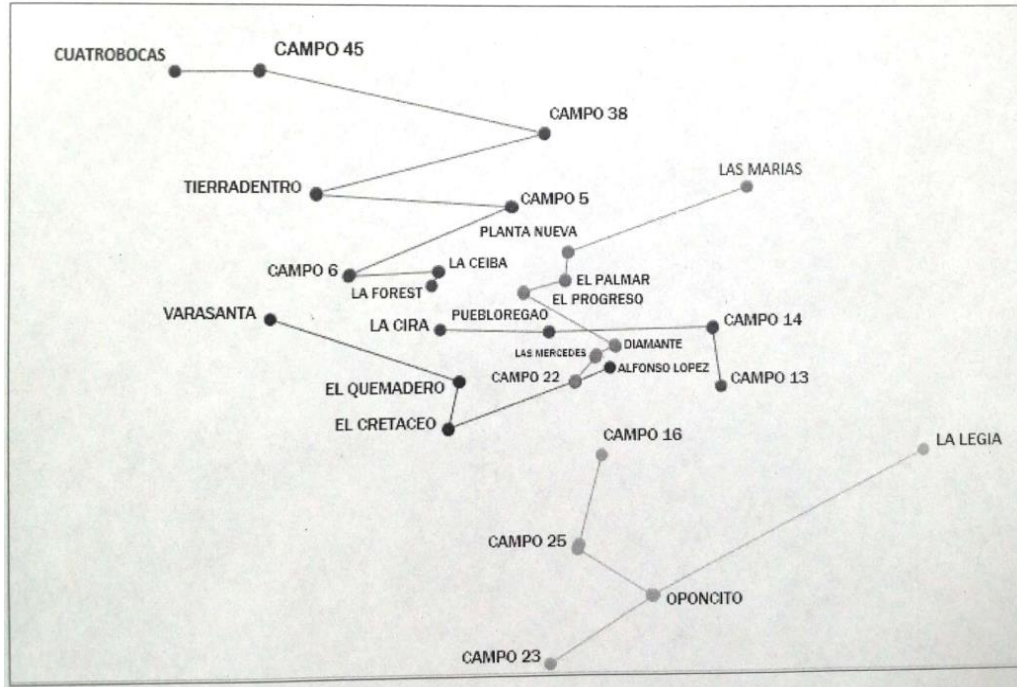 CUATROBOCAS
CAMPO 45
CAMPO 38
TIERRADENTRO
LAS MARIAS
CAMPO 5
PLANTA NUEVA
CAMPO 6
LA CEIBA
LA FOREST
EL PALMAR
EL PROGRESO
VARASANTA
LA CIRA
PUEBLOREGAO
CAMPO 14
DIAMANTE
LAS MERCEDES
ALFONSO LOPEZ
CAMPO 22
CAMPO 13
EL QUEMADERO
EL CRETACEO
CAMPO 16
LA LEGIA
CAMPO 25
OPONCITO
CAMPO 23